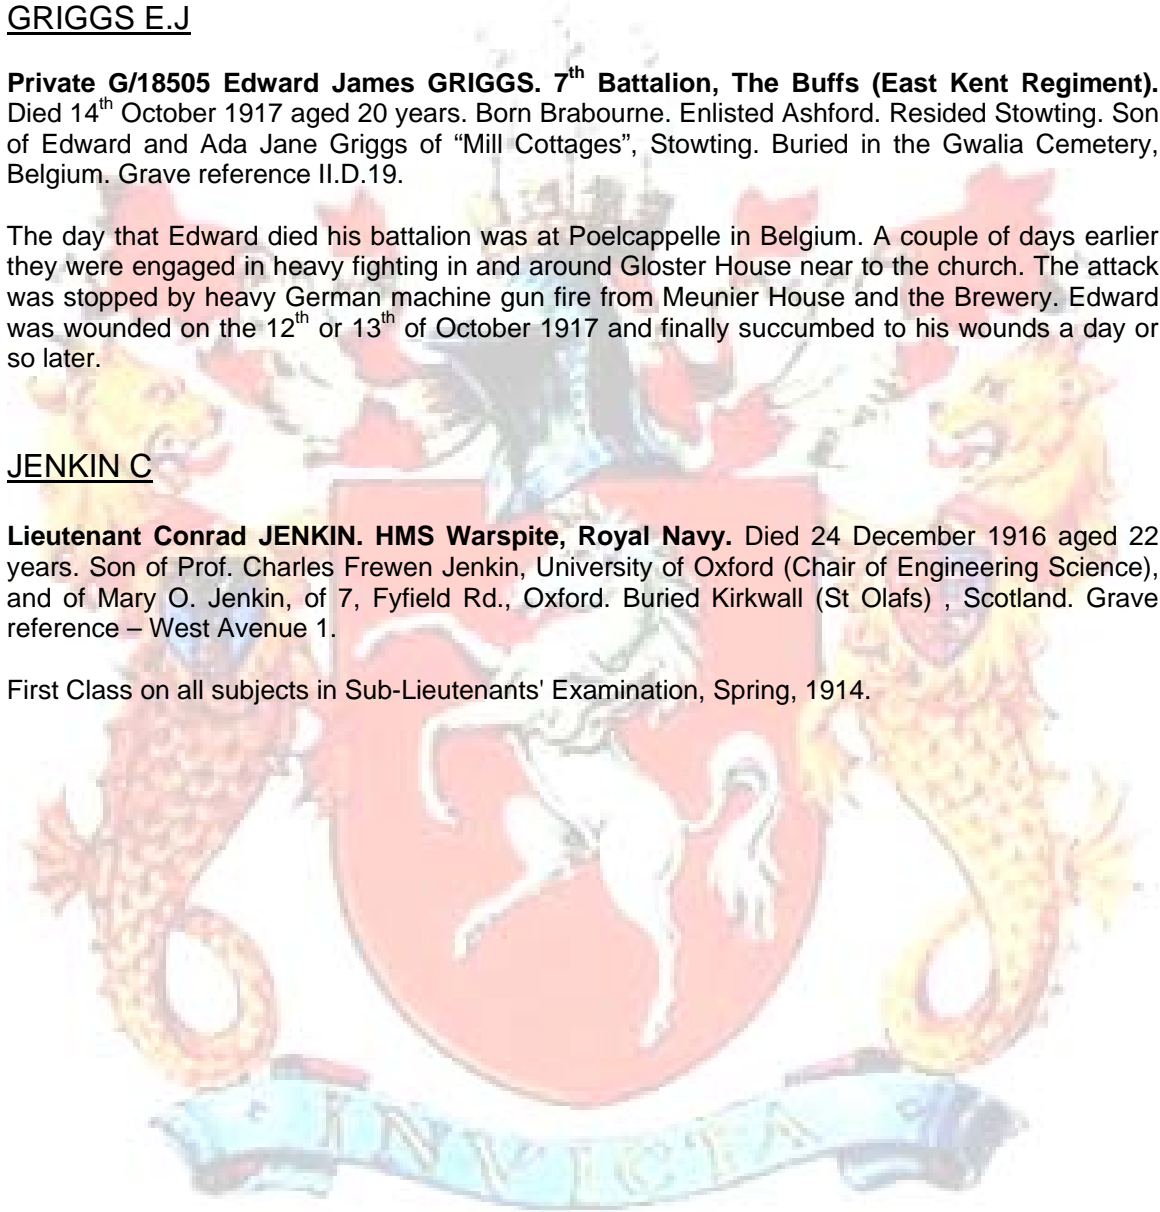 GRIGGS E.J
Private G/18505 Edward James GRIGGS. 7th Battalion, The Buffs (East Kent Regiment).
Died 14th October 1917 aged 20 years. Born Brabourne. Enlisted Ashford. Resided Stowting. Son
of Edward and Ada Jane Griggs of “Mill Cottages”, Stowting. Buried in the Gwalia Cemetery,
Belgium. Grave reference II.D.19.
The day that Edward died his battalion was at Poelcappelle in Belgium. A couple of days earlier
they were engaged in heavy fighting in and around Gloster House near to the church. The attack
was stopped by heavy German machine gun fire from Meunier House and the Brewery. Edward
was wounded on the 12th or 13th of October 1917 and finally succumbed to his wounds a day or
so later.
JENKIN C
Lieutenant Conrad JENKIN. HMS Warspite, Royal Navy. Died 24 December 1916 aged 22
years. Son of Prof. Charles Frewen Jenkin, University of Oxford (Chair of Engineering Science),
and of Mary O. Jenkin, of 7, Fyfield Rd., Oxford. Buried Kirkwall (St Olafs) , Scotland. Grave
reference – West Avenue 1.
First Class on all subjects in Sub-Lieutenants' Examination, Spring, 1914.
INVICTA